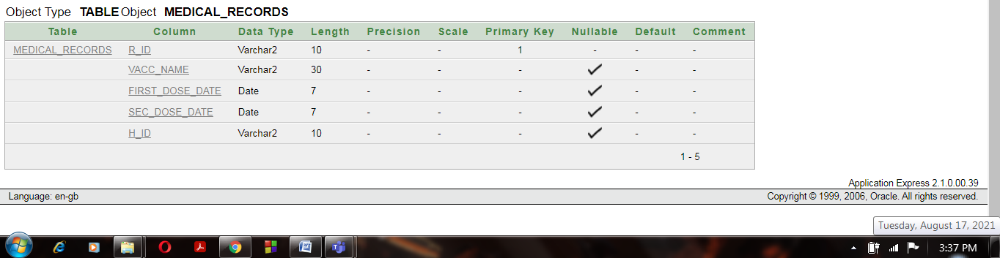 Object Type TABLE Object MEDICAL_RECORDS
Table Column Data Type Length Precision Scale Primary Key Nullable Default Comment
MEDICAL_RECORDS R_ID Varchar2 10 - - 1 - - -
VACC_NAME Varchar2 30 - - - ✓ - -
FIRST_DOSE_DATE Date 7 - - - ✓ - -
SEC_DOSE_DATE Date 7 - - - ✓ - -
H_ID Varchar2 10 - - - ✓ - -
1 - 5
Application Express 2.1.0.00.39
Language: en-gb Copyright © 1999, 2006, Oracle. All rights reserved.
Tuesday, August 17, 2021
3:37 PM